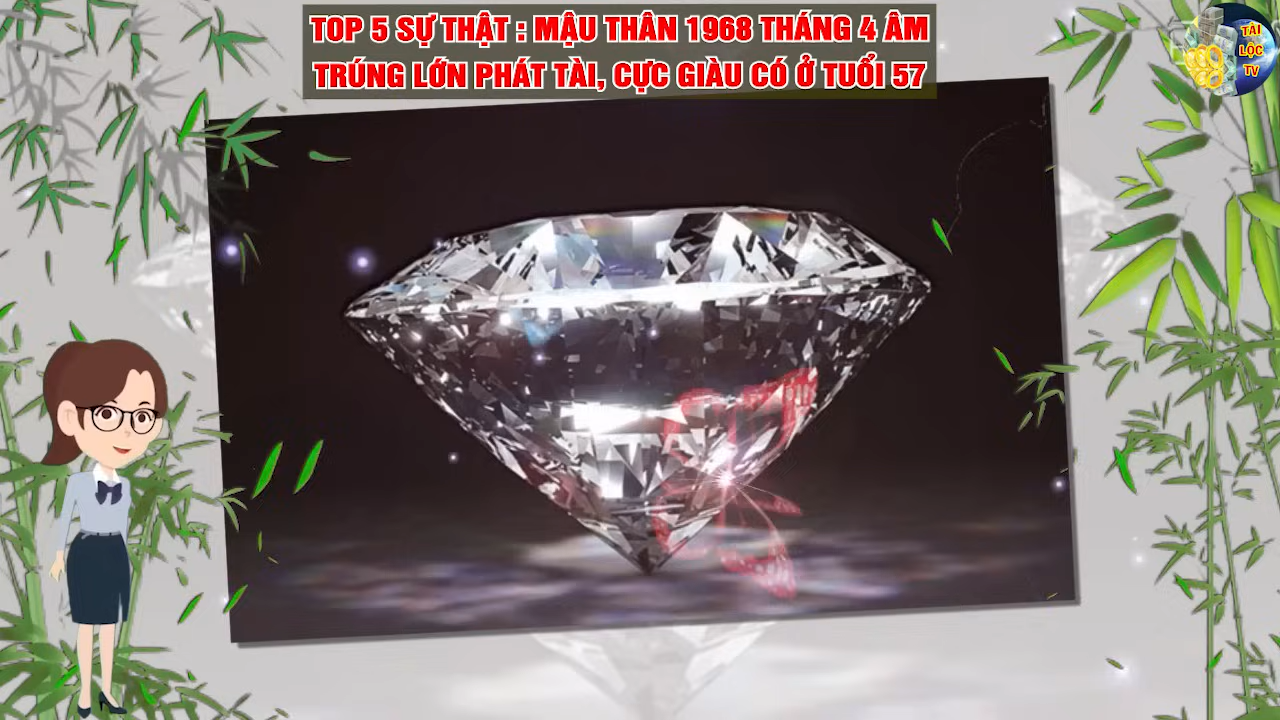 TOP 5 SỰ THẬT : MẬU THÂN 1968 THÁNG 4 ÂM
TRÚNG LỚN PHÁT TÀI, CỰC GIÀU CÓ Ở TUỔI 57
TÀI
LỘC
TV